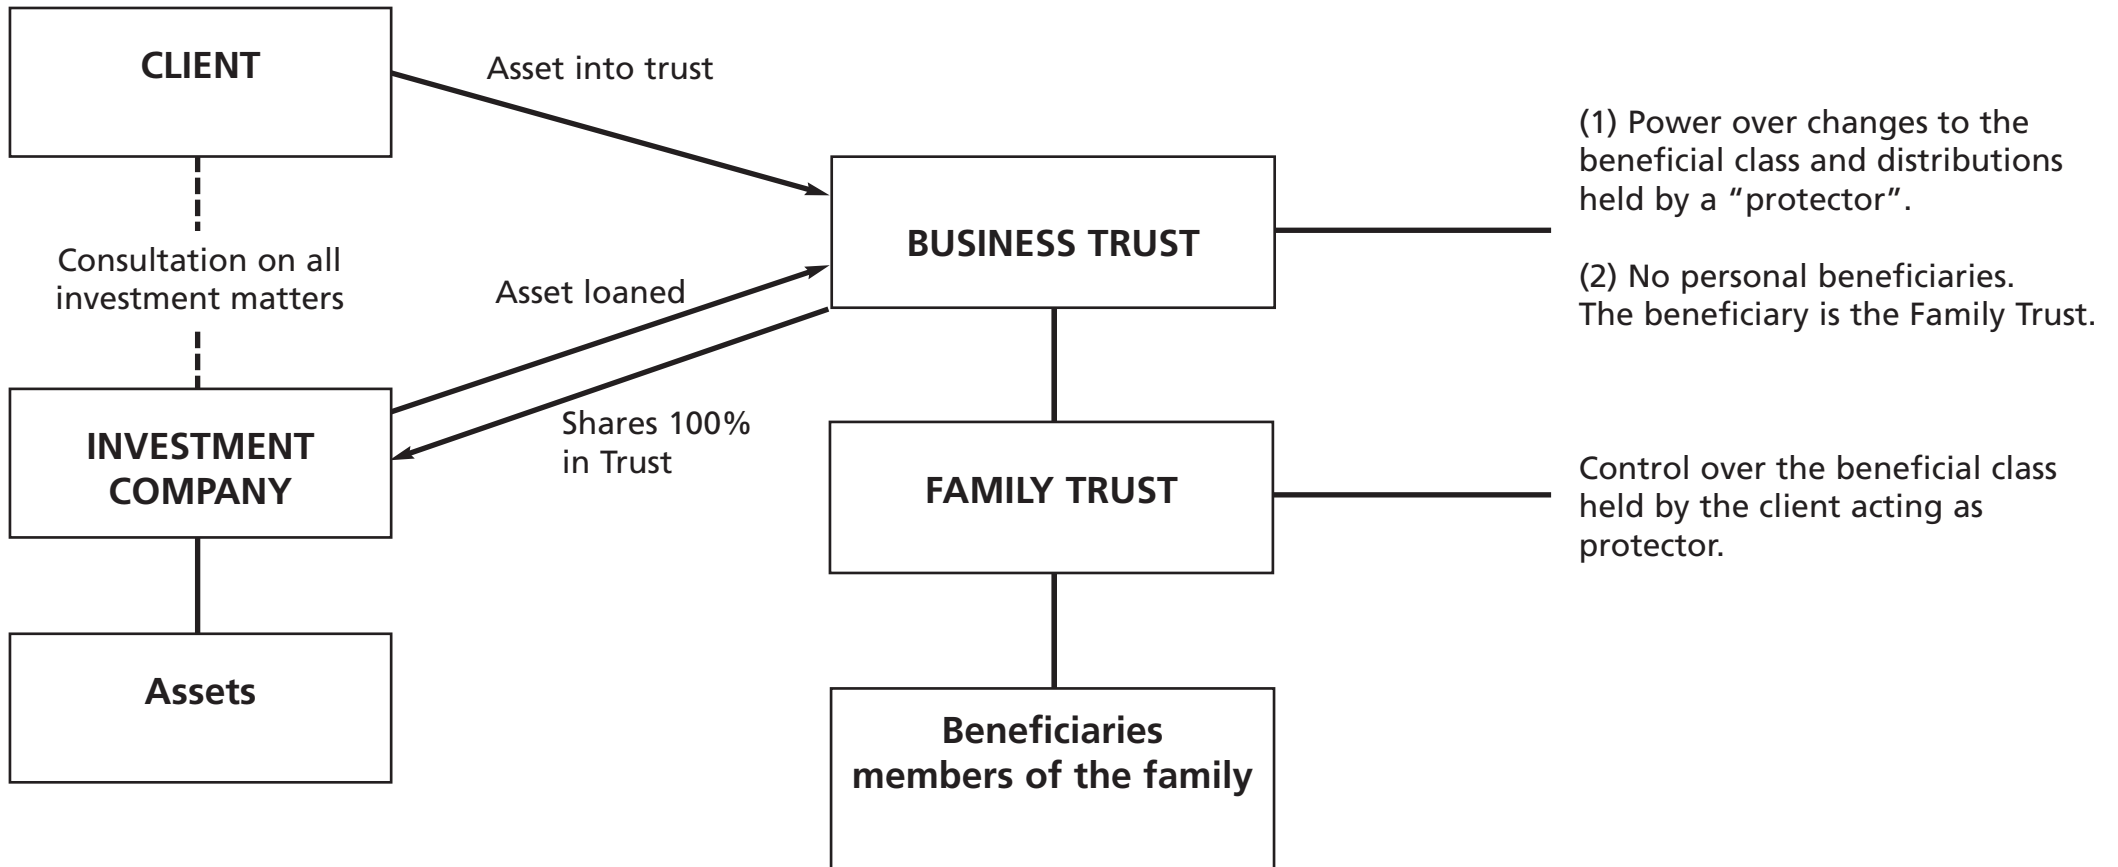 CLIENT
Asset into trust
(1) Power over changes to the
beneficial class and distributions
held by a “protector”.
BUSINESS TRUST
Consultation on all
investment matters
Asset loaned
(2) No personal beneficiaries.
The beneficiary is the Family Trust.
Shares 100%
in Trust
INVESTMENT
COMPANY
FAMILY TRUST
Control over the beneficial class
held by the client acting as
protector.
Assets
Beneficiaries
members of the family